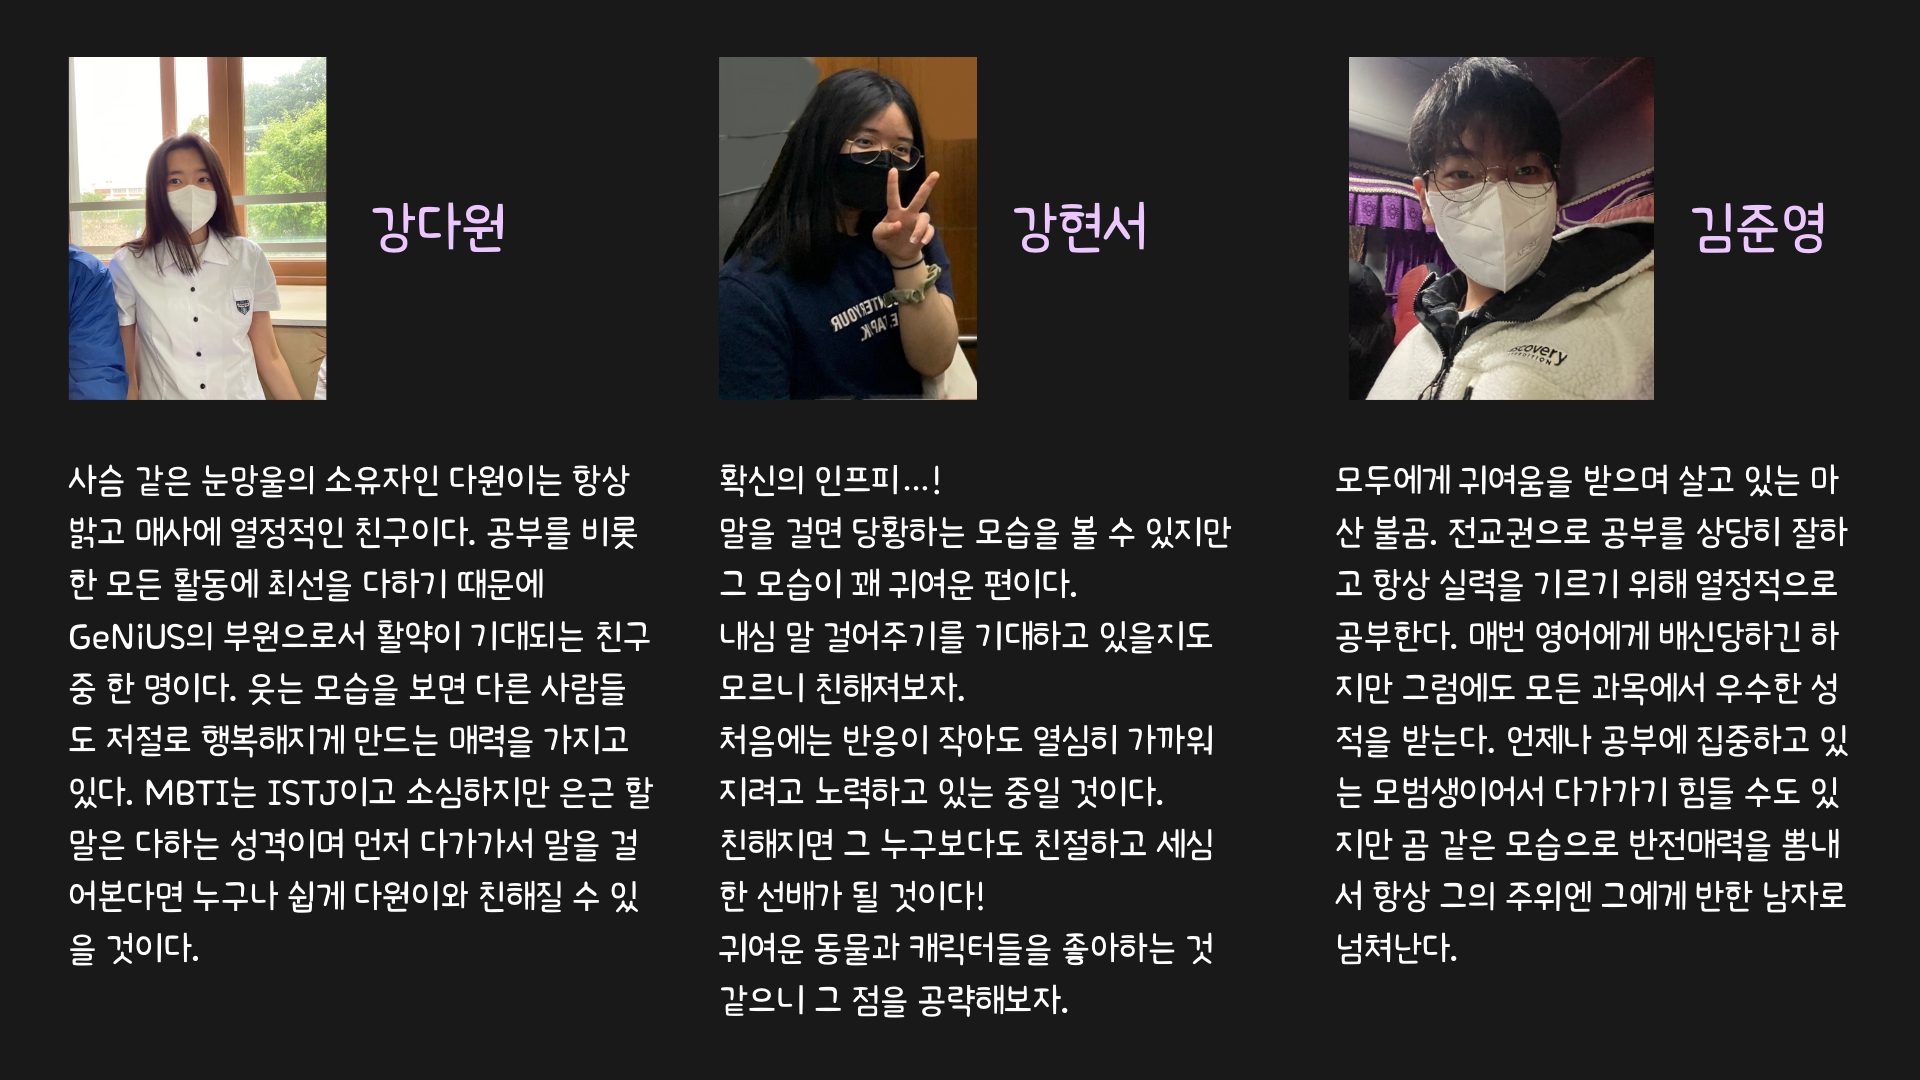 강다원
사슴 같은 눈망울의 소유자인 다원이는 항상
밝고 매사에 열정적인 친구이다. 공부를 비롯
한 모든 활동에 최선을 다하기 때문에
GeNiUS의 부원으로서 활약이 기대되는 친구
중 한 명이다. 웃는 모습을 보면 다른 사람들
도 저절로 행복해지게 만드는 매력을 가지고
있다. MBTI는 ISTJ이고 소심하지만 은근 할
말은 다하는 성격이며 먼저 다가가서 말을 걸
어본다면 누구나 쉽게 다원이와 친해질 수 있
을 것이다.
강현서
확신의 인프피...!
말을 걸면 당황하는 모습을 볼 수 있지만
그 모습이 꽤 귀여운 편이다.
내심 말 걸어주기를 기대하고 있을지도
모르니 친해져보자.
처음에는 반응이 작아도 열심히 가까워
지려고 노력하고 있는 중일 것이다.
친해지면 그 누구보다도 친절하고 세심
한 선배가 될 것이다!
귀여운 동물과 캐릭터들을 좋아하는 것
같으니 그 점을 공략해보자.
김준영
모두에게 귀여움을 받으며 살고 있는 마
산 불곰. 전교권으로 공부를 상당히 잘하
고 항상 실력을 기르기 위해 열정적으로
공부한다. 매번 영어에게 배신당하긴 하
지만 그럼에도 모든 과목에서 우수한 성
적을 받는다. 언제나 공부에 집중하고 있
는 모범생이어서 다가가기 힘들 수도 있
지만 곰 같은 모습으로 반전매력을 뽐내
서 항상 그의 주위엔 그에게 반한 남자로
넘쳐난다.